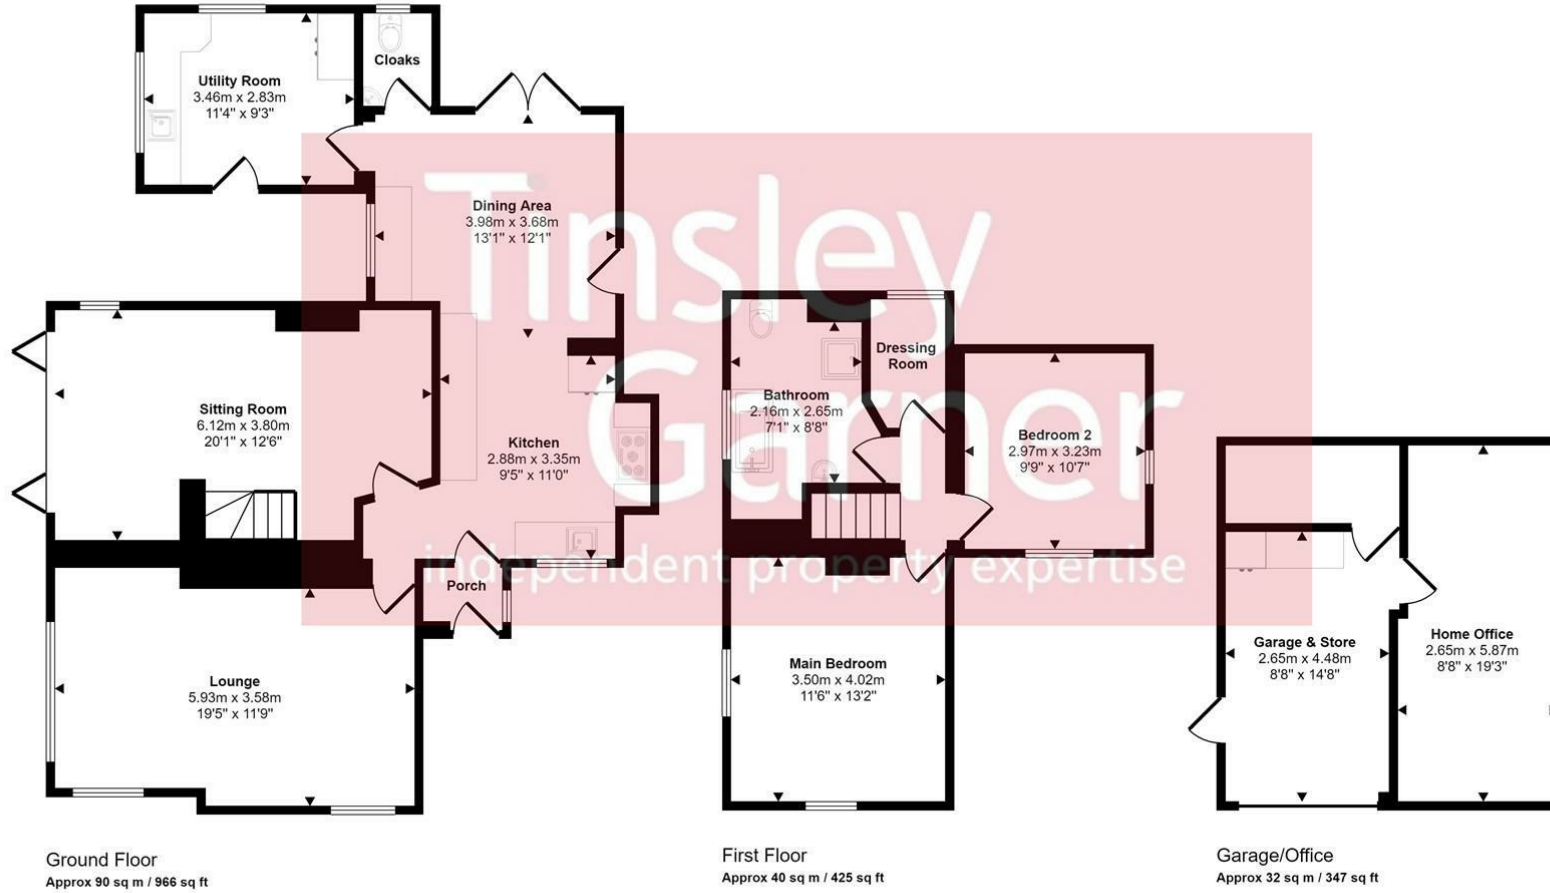 Cloaks
Utility Room
3.46m x 2.83m
11'4" x 9'3"
Dining Area
3.98m x 3.68m
13'1" x 12'1"
Sitting Room
6.12m x 3.80m
20'1" x 12'6"
Kitchen
2.88m x 3.35m
9'5" x 11'0"
Porch
Lounge
5.93m x 3.58m
19'5" x 11'9"
Ground Floor
Approx 90 sq m / 966 sq ft
Dressing
Room
Bathroom
2.16m x 2.65m
7'1" x 8'8"
Bedroom 2
2.97m x 3.23m
9'9" x 10'7"
Main Bedroom
3.50m x 4.02m
11'6" x 13'2"
First Floor
Approx 40 sq m / 425 sq ft
Garage & Store
2.65m x 4.48m
8'8" x 14'8"
Home Office
2.65m x 5.87m
8'8" x 19'3"
Garage/Office
Approx 32 sq m / 347 sq ft
Tinsley
Garner
independent property expertise